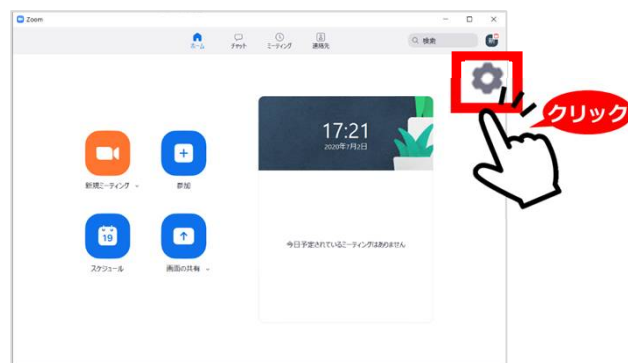 Zoom
ホーム
チャット
ミーティング
連絡先
検索
クリック
17:21
2020年7月2日
新規ミーティング
参加
今日予定されているミーティングはありません
19
スケジュール
画面の共有